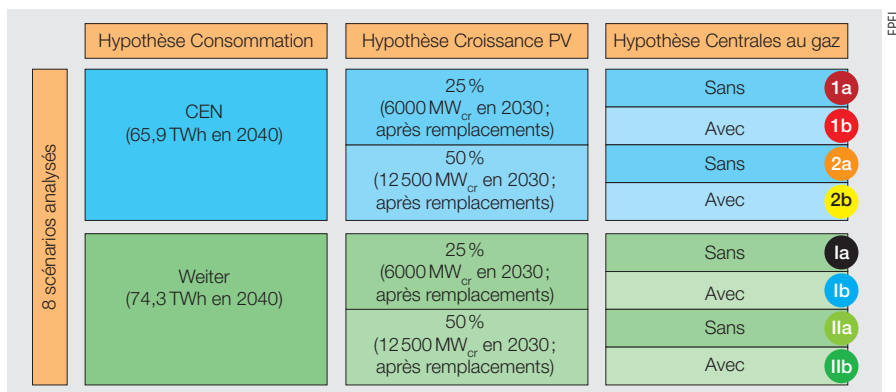 EPFL
Hypothèse Consommation
Hypothèse Croissance PV
Hypothèse Centrales au gaz
8 scénarios analysés
CEN
(65,9 TWh en 2040)
25 %
(6000 MWcr en 2030 ;
après remplacements)
Sans
1a
Avec
1b
50 %
(12 500 MWcr en 2030 ;
après remplacements)
Sans
2a
Avec
2b
Weiter
(74,3 TWh en 2040)
25 %
(6000 MWcr en 2030 ;
après remplacements)
Sans
Ia
Avec
Ib
50 %
(12 500 MWcr en 2030 ;
après remplacements)
Sans
IIa
Avec
IIb